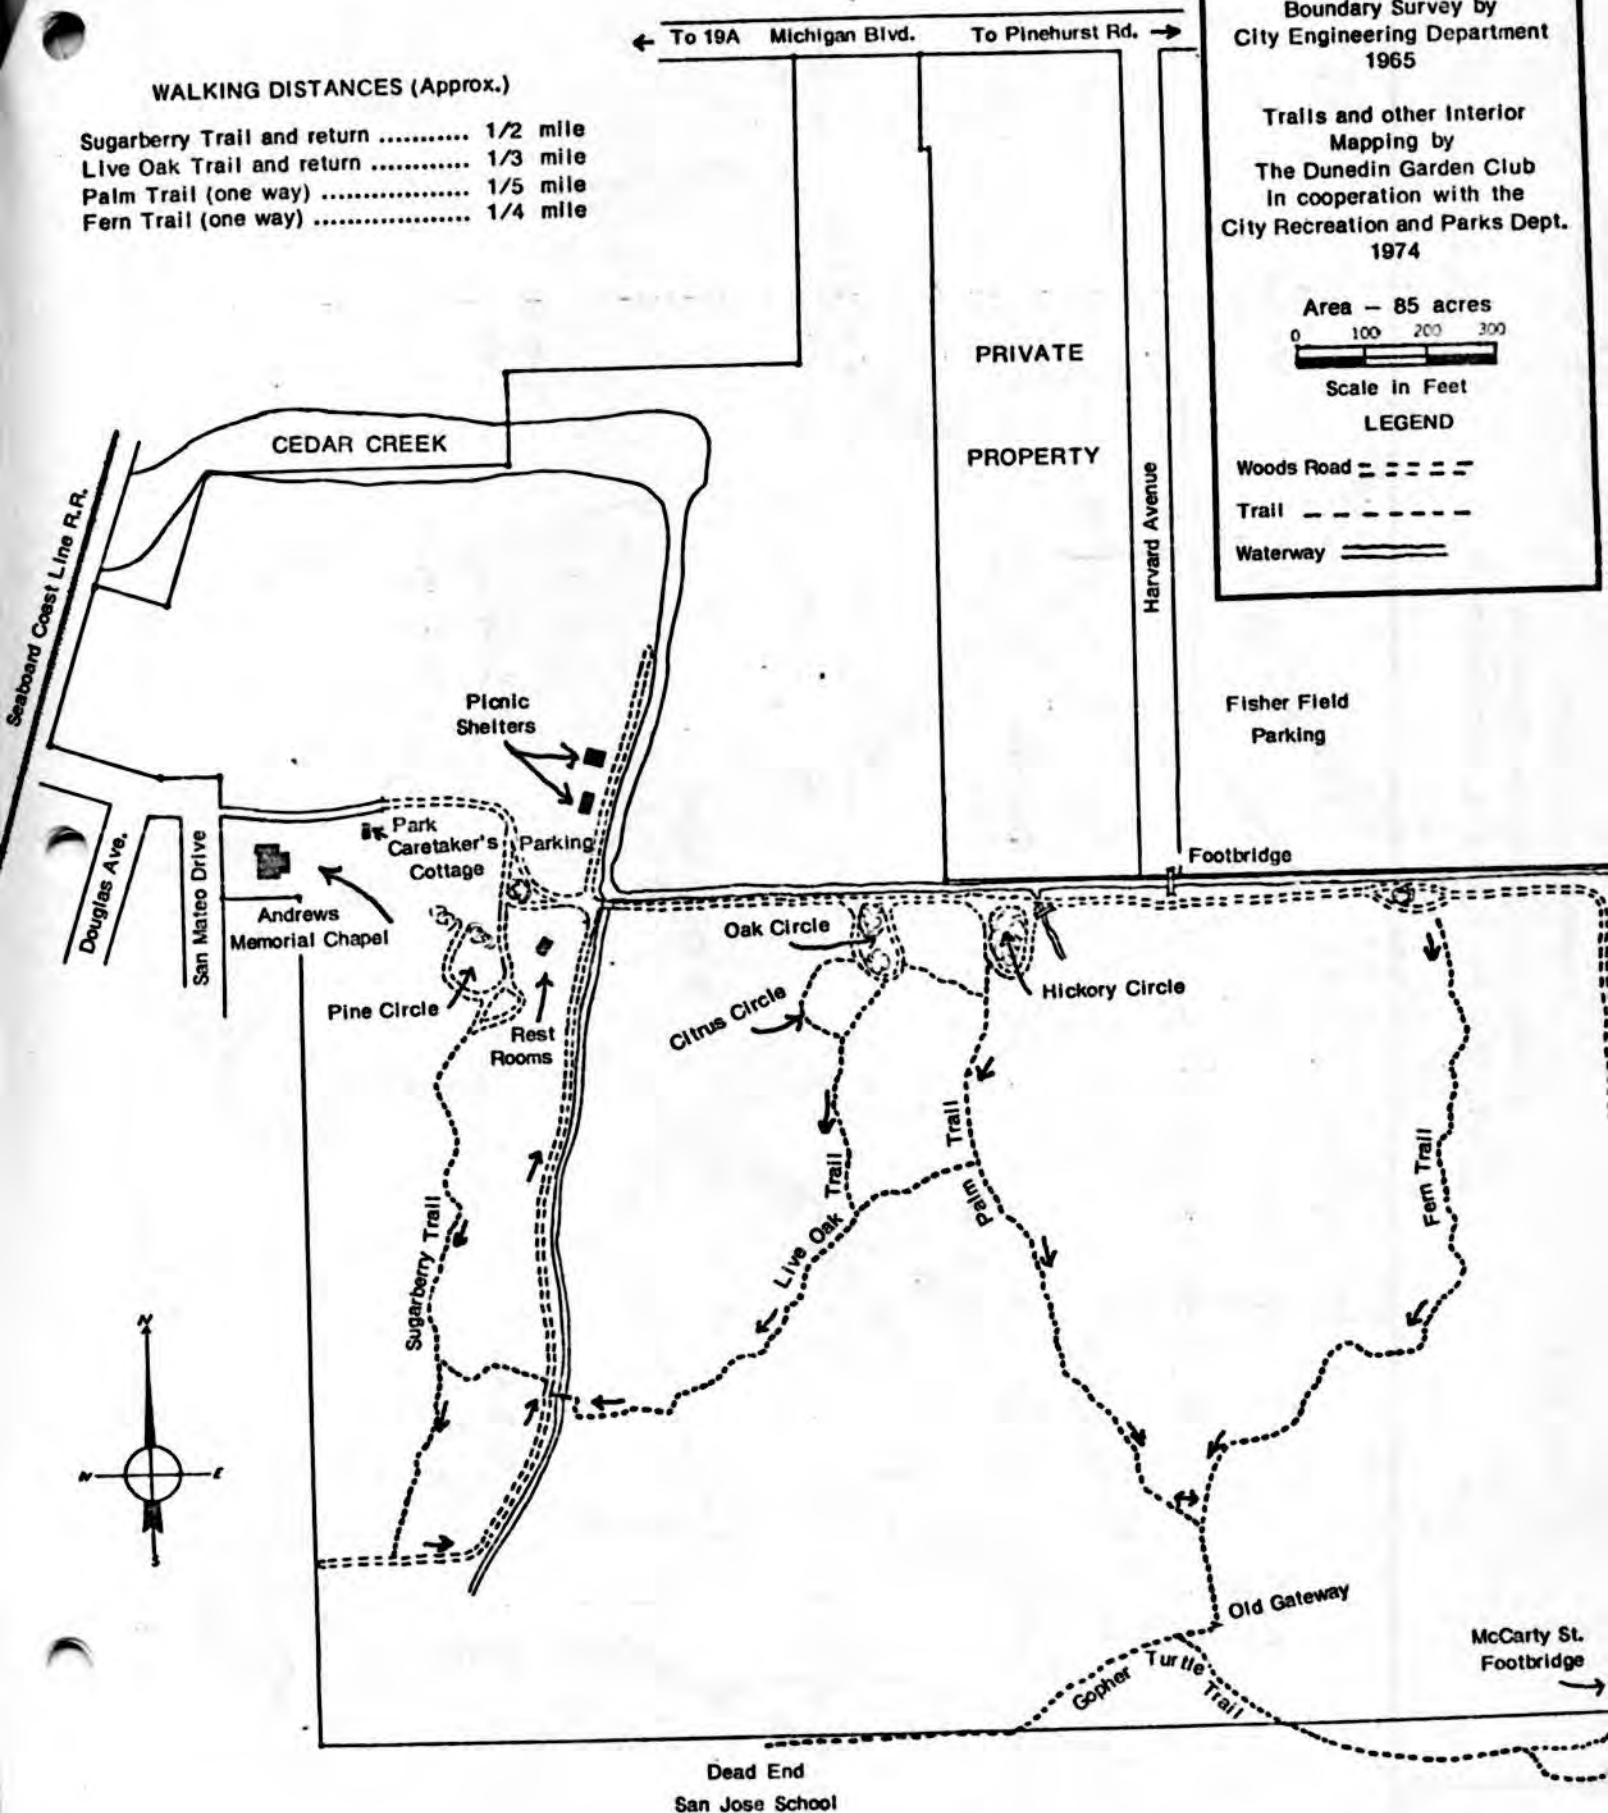 ← To 19A Michigan Blvd. To Pinehurst Rd. →
WALKING DISTANCES (Approx.)
Sugarberry Trail and return ........... 1/2 mile
Live Oak Trail and return ............ 1/3 mile
Palm Trail (one way) .................. 1/5 mile
Fern Trail (one way) ................... 1/4 mile
Boundary Survey by
City Engineering Department
1965
Trails and other Interior
Mapping by
The Dunedin Garden Club
In cooperation with the
City Recreation and Parks Dept.
1974
Area – 85 acres
0 100 200 300
Scale in Feet
LEGEND
Woods Road
Trail
Waterway
PRIVATE
PROPERTY
Harvard Avenue
CEDAR CREEK
Seaboard Coast Line R.R.
Picnic
Shelters
Fisher Field
Parking
Park
Caretaker's
Cottage
Parking
Footbridge
Douglas Ave.
San Mateo Drive
Andrews
Memorial Chapel
Oak Circle
Pine Circle
Citrus Circle
Hickory Circle
Rest
Rooms
Sugarberry Trail
Live Oak Trail
Palm Trail
Fern Trail
N
W E
S
Old Gateway
Gopher Turtle Trail
McCarty St.
Footbridge
Dead End
San Jose School